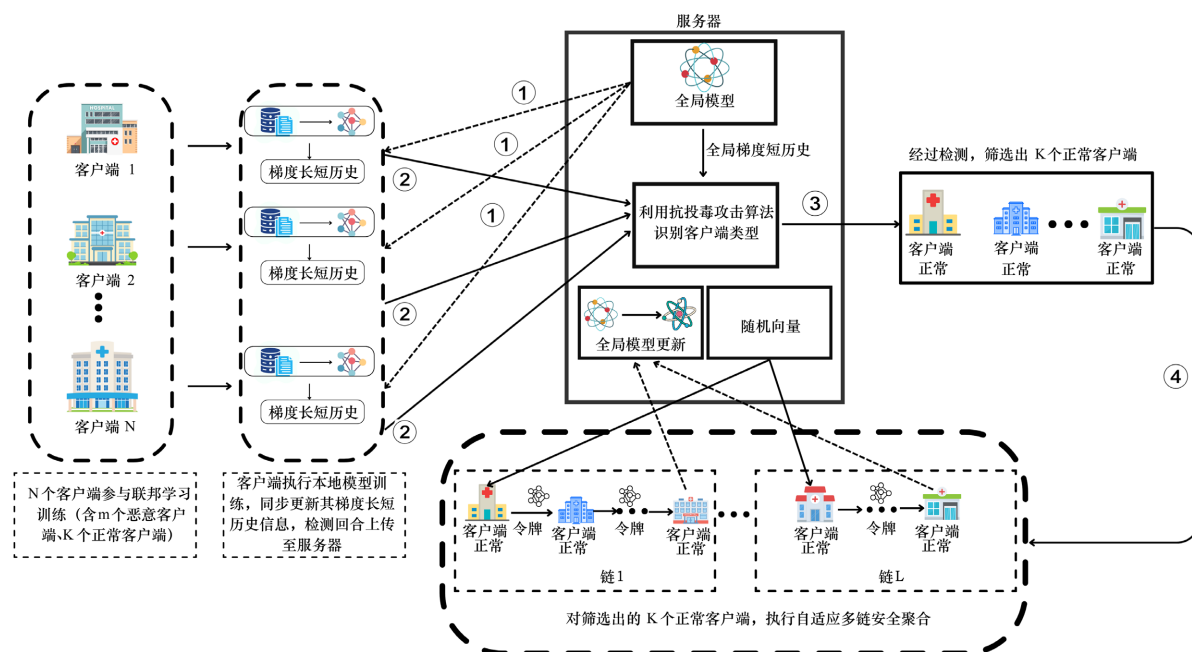 服务器
全局模型
全局梯度短历史
利用抗投毒攻击算法
识别客户端类型
全局模型更新
随机向量
HOSPITAL
客户端 1
客户端 2
客户端 N
梯度长短历史
梯度长短历史
梯度长短历史
①
①
①
②
②
②
③
④
经过检测，筛选出 K个正常客户端
客户端
正常
客户端
正常
客户端
正常
N个客户端参与联邦学习
训练（含m个恶意客户
端、K个正常客户端）
客户端执行本地模型训
练，同步更新其梯度长短
历史信息，检测回合上传
至服务器
客户端
正常
令牌
客户端
正常
令牌
客户端
正常
链1
客户端
正常
令牌
客户端
正常
链L
对筛选出的 K个正常客户端，执行自适应多链安全聚合